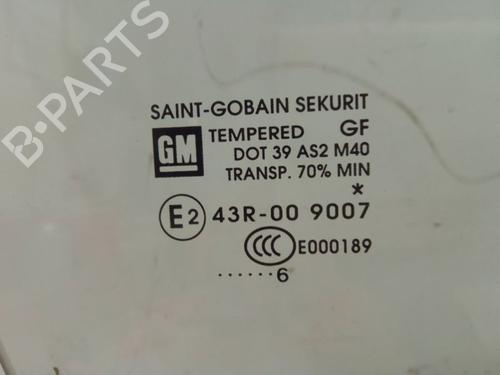 B-PARTS
SAINT-GOBAIN SEKURIT
GM TEMPERED GF
DOT 39 AS2 M40
TRANSP. 70% MIN
*
E2 43R-00 9007
CCC E000189
......6